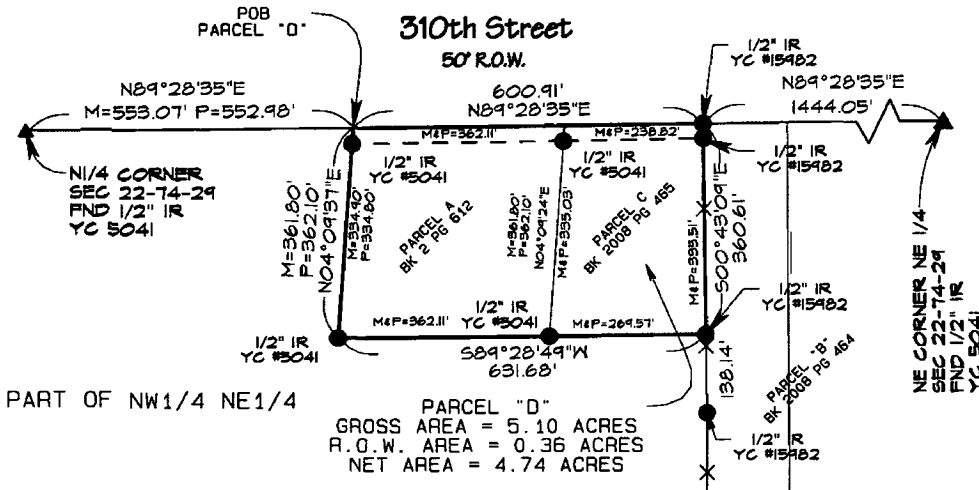 POB
PARCEL "D"
310th Street
50' R.O.W.
1/2" IR
YC #15982
N89°28'35"E
M=553.07' P=552.98'
600.91'
N89°28'35"E
N89°28'35"E
1444.05'
M&P=362.11'
M&P=238.82'
N1/4 CORNER
SEC 22-74-29
FND 1/2" IR
YC 5041
1/2" IR
YC #5041
1/2" IR
YC #5041
1/2" IR
YC #15982
M=361.80'
P=362.10'
N04°09'37"E
M=334.90'
P=334.80'
PARCEL A
BK 2 PG 612
M=361.80'
P=362.10'
N04°09'24"E
M&P=335.03'
PARCEL C
BK 2008 PG 465
M&P=335.51'
S00°43'09"E
360.61'
1/2" IR
YC #15982
1/2" IR
YC #5041
M&P=362.11'
1/2" IR
YC #5041
M&P=269.57'
S89°28'49"W
631.68'
138.14'
PARCEL "B"
BK 2008 PG 464
NE CORNER NE 1/4
SEC 22-74-29
FND 1/2" IR
YC 5041
PART OF NW1/4 NE1/4
PARCEL "D"
GROSS AREA = 5.10 ACRES
R.O.W. AREA = 0.36 ACRES
NET AREA = 4.74 ACRES
1/2" IR
YC #15982